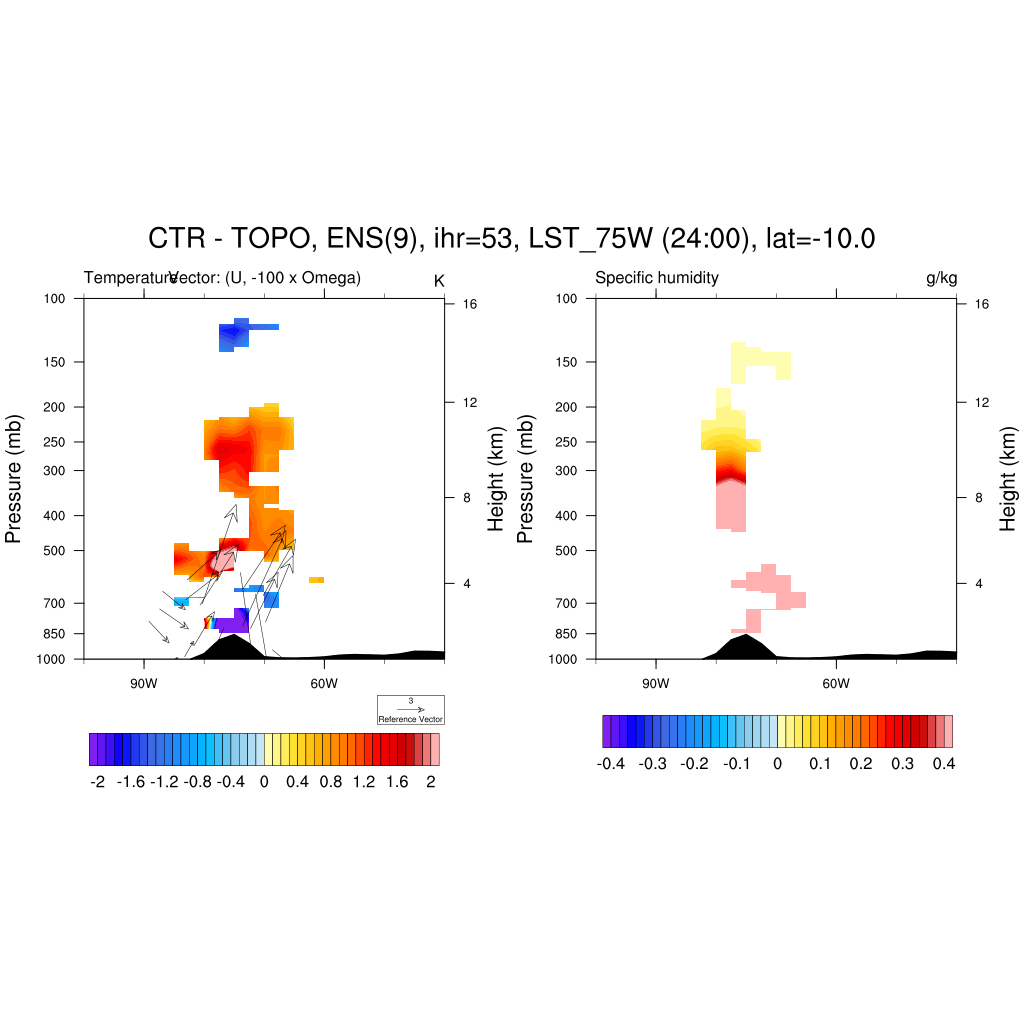 CTR - TOPO, ENS(9), ihr=53, LST_75W (24:00), lat=-10.0
Temperature Vector: (U, -100 x Omega) K
Specific humidity g/kg
Pressure (mb)
100
150
200
250
300
400
500
700
850
1000
16
12
8
4
Height (km)
90W 60W
3
Reference Vector
-2 -1.6 -1.2 -0.8 -0.4 0 0.4 0.8 1.2 1.6 2
Pressure (mb)
100
150
200
250
300
400
500
700
850
1000
16
12
8
4
Height (km)
90W 60W
-0.4 -0.3 -0.2 -0.1 0 0.1 0.2 0.3 0.4